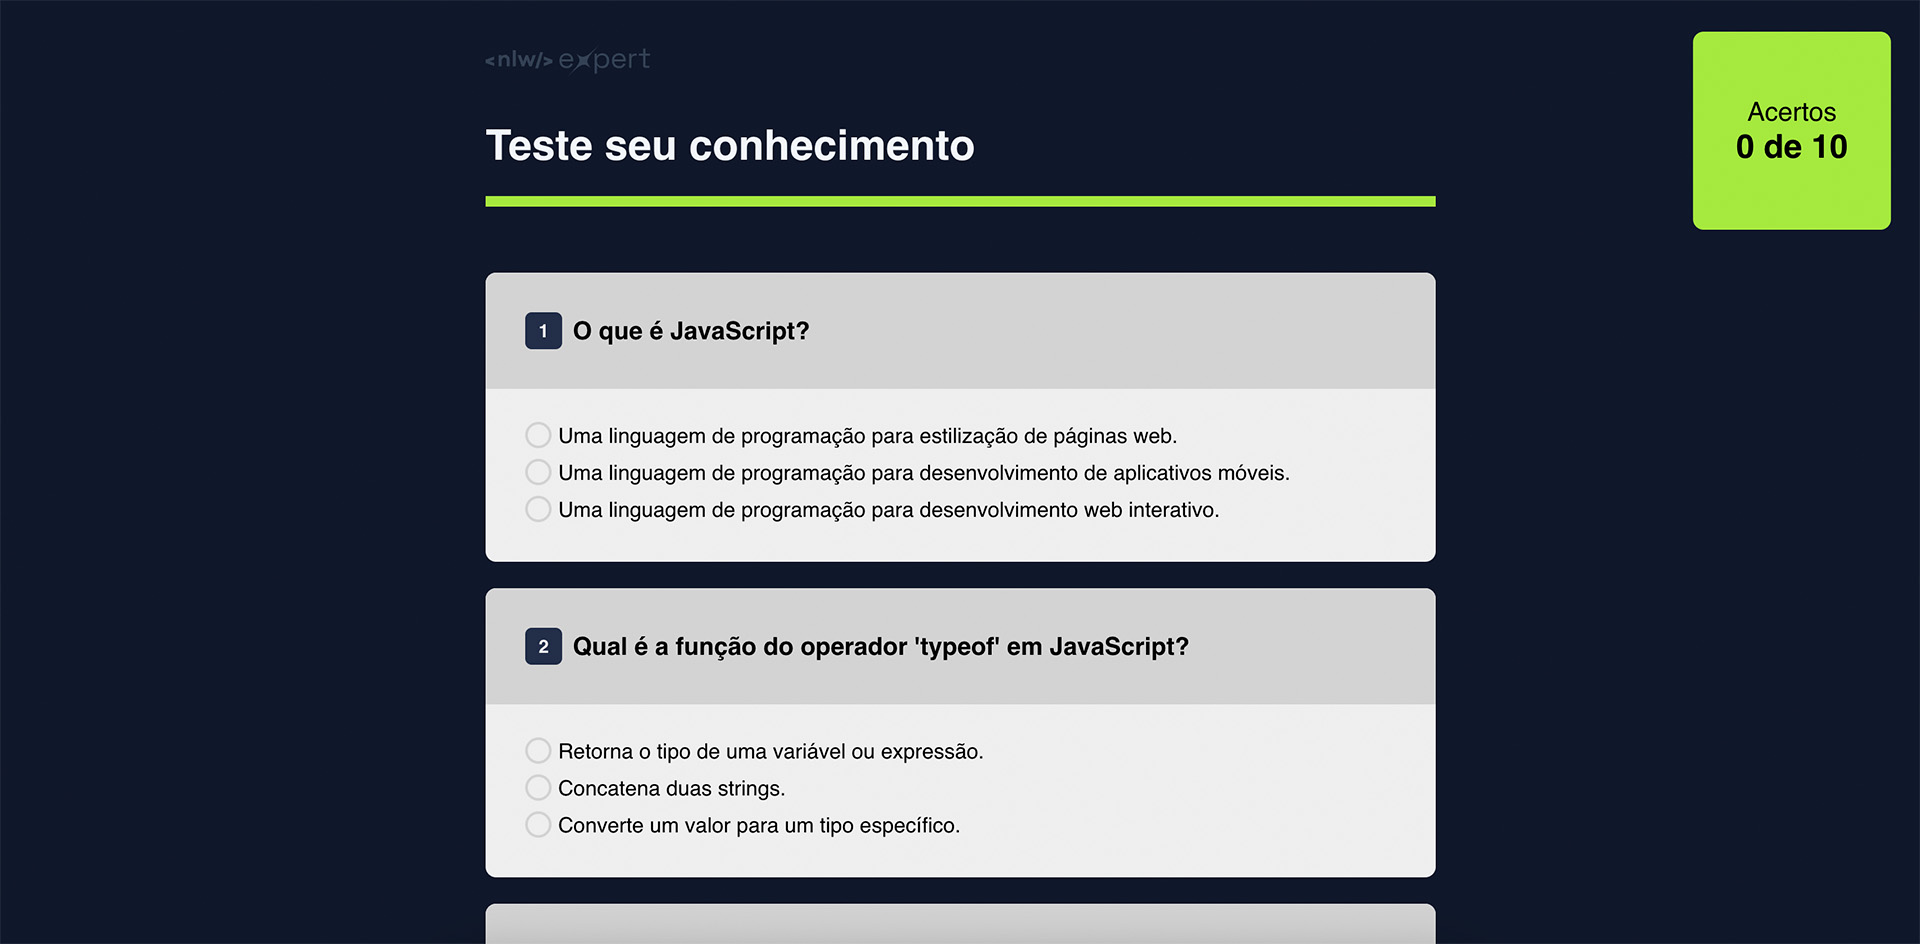 <nlw/> expert
Acertos
0 de 10
Teste seu conhecimento
1 O que é JavaScript?
Uma linguagem de programação para estilização de páginas web.
Uma linguagem de programação para desenvolvimento de aplicativos móveis.
Uma linguagem de programação para desenvolvimento web interativo.
2 Qual é a função do operador 'typeof' em JavaScript?
Retorna o tipo de uma variável ou expressão.
Concatena duas strings.
Converte um valor para um tipo específico.